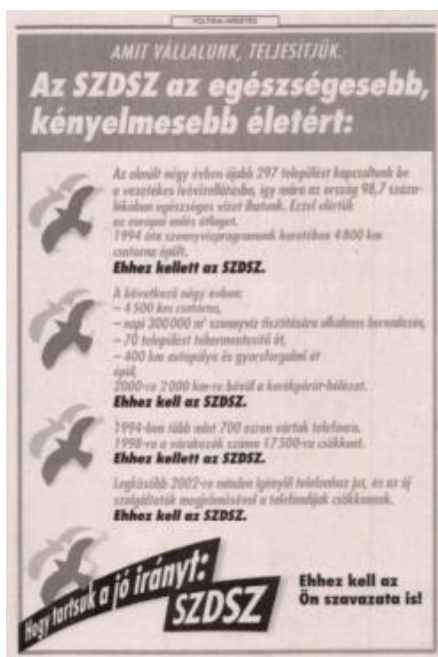 POLITIKAI HIRDETÉS
AMIT VÁLLALUNK, TELJESÍTJÜK.
Az SZDSZ az egészségesebb,
kényelmesebb életért:
Az elmúlt négy évben újabb 297 települést kapcsoltunk be
a vezetékes ivóvízellátásba, így mára az ország 98,7 száza-
lékában egészséges vizet ihatunk. Ezzel elértük
az európai uniós átlagot.
1994 óta szennyvízprogramunk keretében 4800 km
csatorna épült.
Ehhez kellett az SZDSZ.
A következő négy évben:
– 4500 km csatorna,
– napi 300000 m³ szennyvíz tisztítására alkalmas berendezés,
– 70 települést tehermentesítő út,
– 400 km autópálya és gyorsforgalmi út
épül,
2000-re 2000 km-re bővül a kerékpárút-hálózat.
Ehhez kell az SZDSZ.
1994-ben több mint 700 ezren vártak telefonra.
1998-ra a várakozók száma 17500-ra csökkent.
Ehhez kellett az SZDSZ.
Legkésőbb 2002-re minden igénylő telefonhoz jut, és az új
szolgáltatók megjelenésével a telefondíjak csökkennek.
Ehhez kell az SZDSZ.
Hogy tartsuk a jó irányt:
SZDSZ
Ehhez kell az
Ön szavazata is!